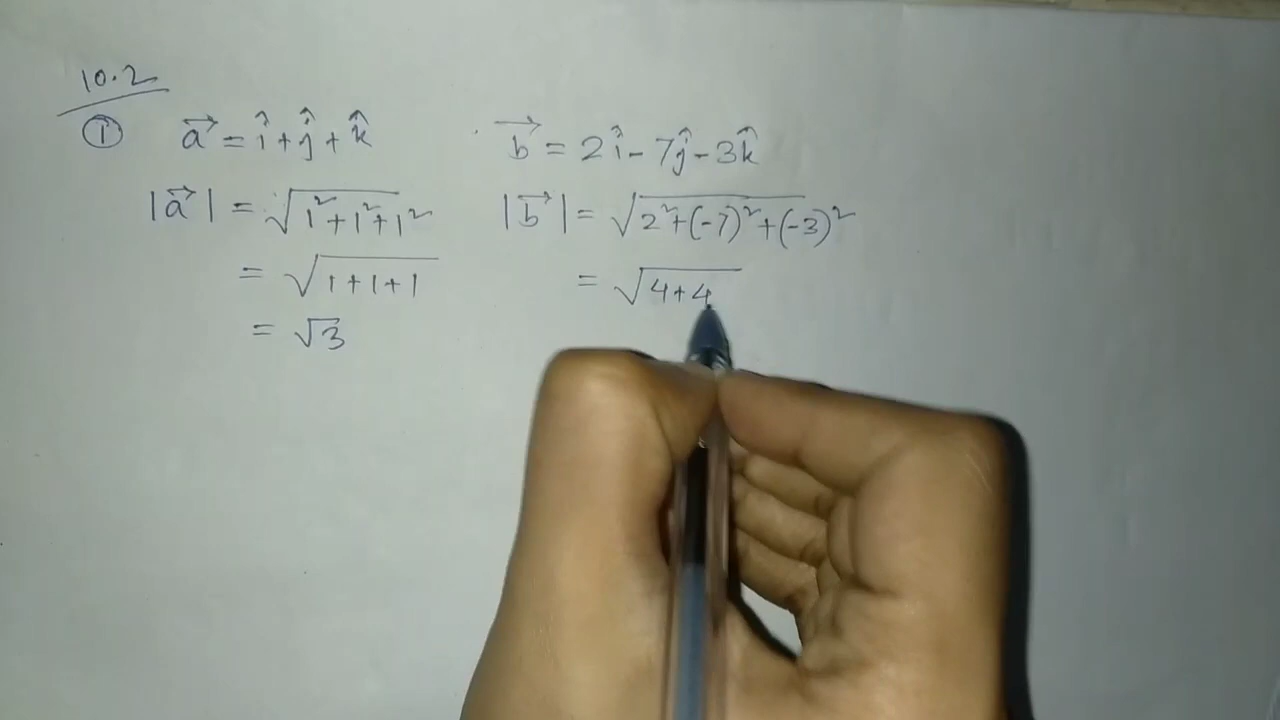 10.2
① a⃗ = î + ĵ + k̂    b⃗ = 2î - 7ĵ - 3k̂
|a⃗| = √(1² + 1² + 1²)    |b⃗| = √(2² + (-7)² + (-3)²)
= √(1 + 1 + 1)    = √(4 + 4
= √3